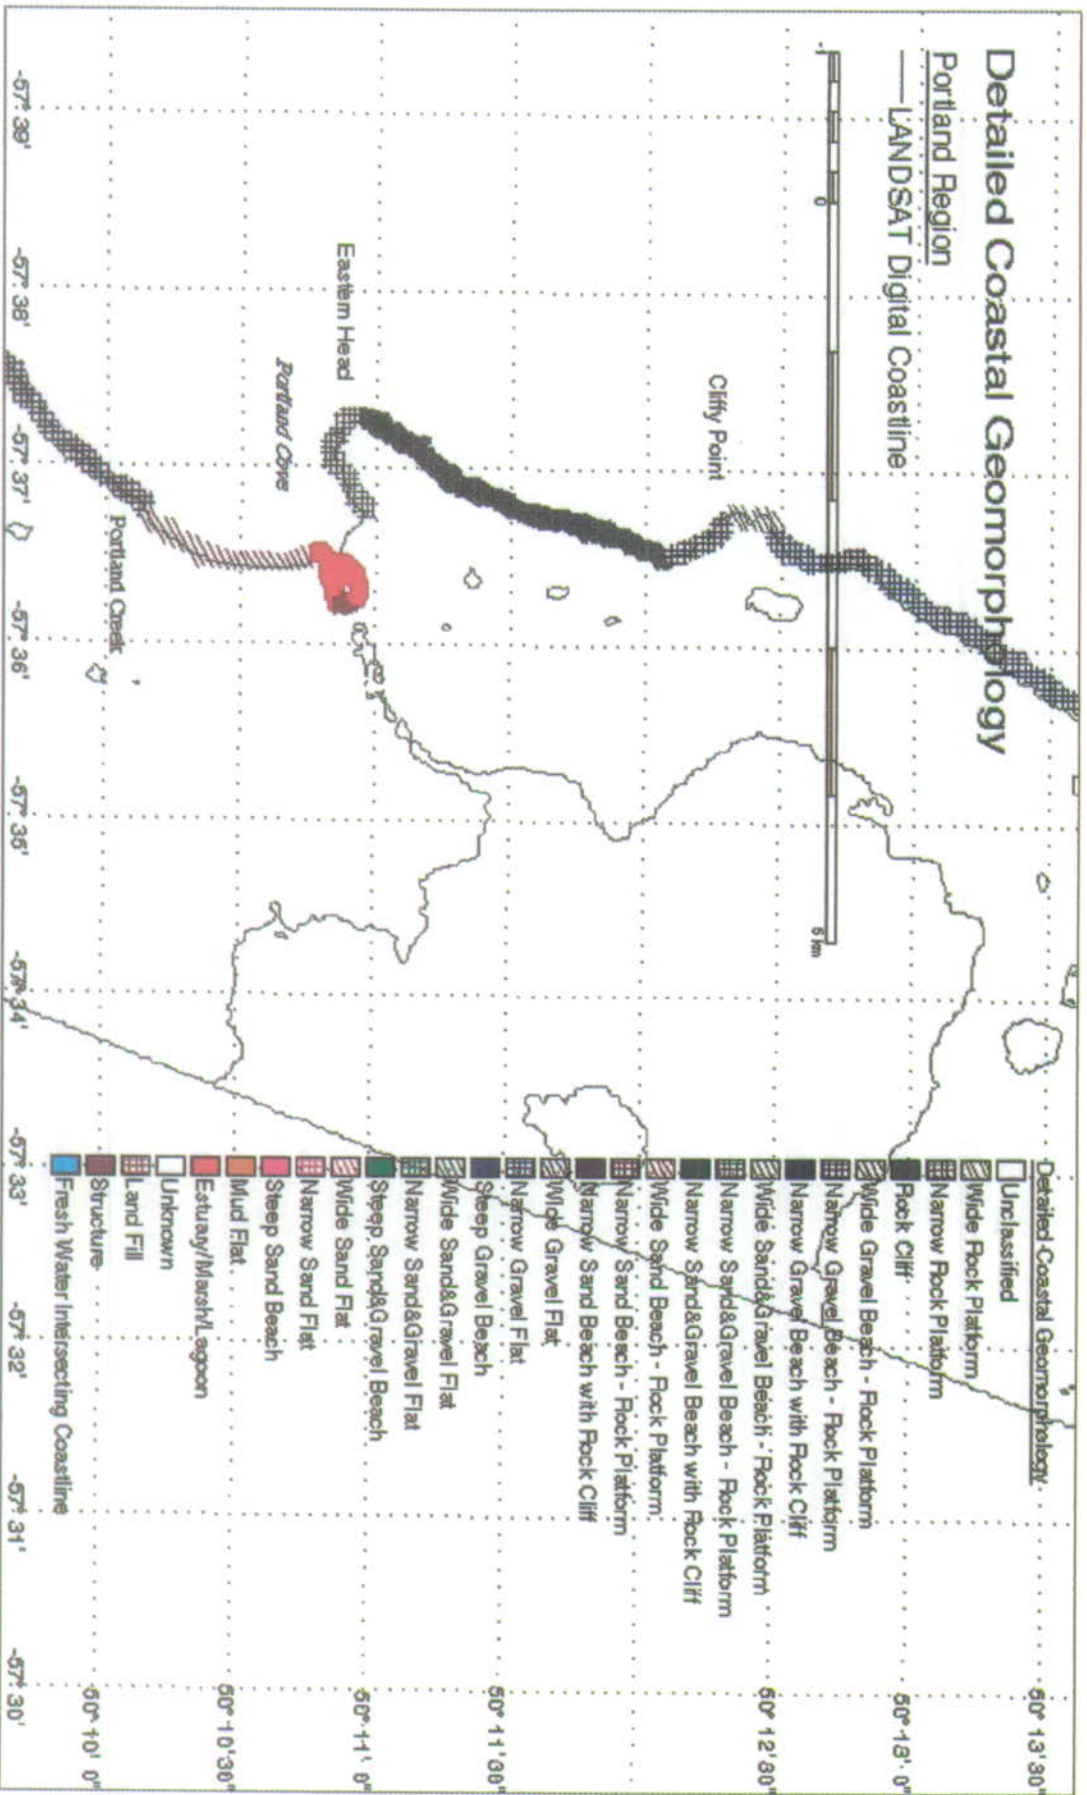 Detailed Coastal Geomorphology
Portland Region
LANDSAT Digital Coastline
-1
0
5 km
Cliffy Point
Eastern Head
Portland Cove
Portland Creek
Detailed Coastal Geomorphology
Unclassified
Wide Rock Platform
Narrow Rock Platform
Rock Cliff
Wide Gravel Beach - Rock Platform
Narrow Gravel Beach - Rock Platform
Narrow Gravel Beach with Rock Cliff
Wide Sand&Gravel Beach - Rock Platform
Narrow Sand&Gravel Beach - Rock Platform
Narrow Sand&Gravel Beach with Rock Cliff
Wide Sand Beach - Rock Platform
Narrow Sand Beach - Rock Platform
Narrow Sand Beach with Rock Cliff
Wide Gravel Flat
Narrow Gravel Flat
Steep Gravel Beach
Wide Sand&Gravel Flat
Narrow Sand&Gravel Flat
Steep Sand&Gravel Beach
Wide Sand Flat
Narrow Sand Flat
Steep Sand Beach
Mud Flat
Estuary/Marsh/Lagoon
Unknown
Land Fill
Structure
Fresh Water Intersecting Coastline
50° 13' 30"
50° 13' 0"
50° 12' 30"
50° 11' 30"
50° 11' 0"
50° 10' 30"
50° 10' 0"
-57° 39'
-57° 38'
-57° 37'
-57° 36'
-57° 35'
-57° 34'
-57° 33'
-57° 32'
-57° 31'
-57° 30'